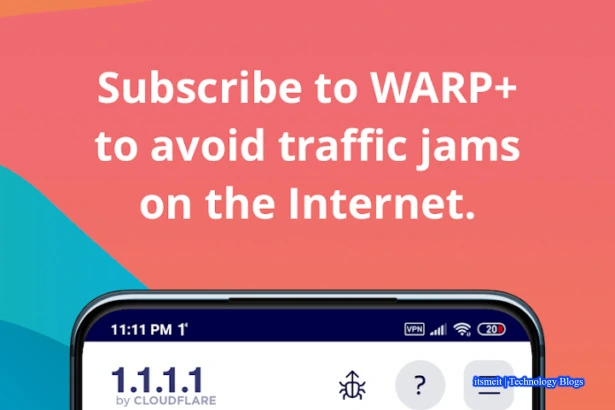 Subscribe to WARP+
to avoid traffic jams
on the Internet.
11:11 PM 1 VPN 20
1.1.1.1 ?
by CLOUDFLARE
itsmeit | Technology Blogs